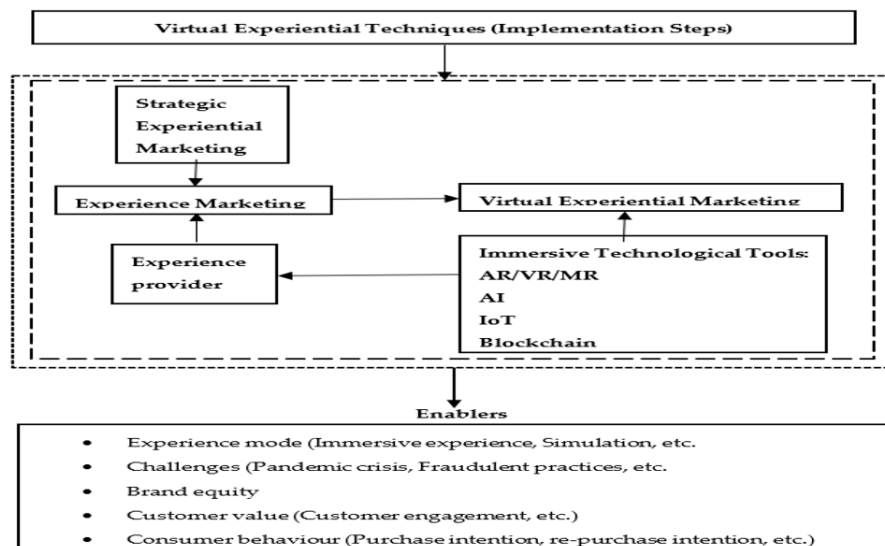 Virtual Experiential Techniques (Implementation Steps)
Strategic
Experiential
Marketing
Experience Marketing
Virtual Experiential Marketing
Experience
provider
Immersive Technological Tools:
AR/VR/MR
AI
IoT
Blockchain
Enablers
• Experience mode (Immersive experience, Simulation, etc.
• Challenges (Pandemic crisis, Fraudulent practices, etc.
• Brand equity
• Customer value (Customer engagement, etc.)
• Consumer behaviour (Purchase intention, re-purchase intention, etc.)